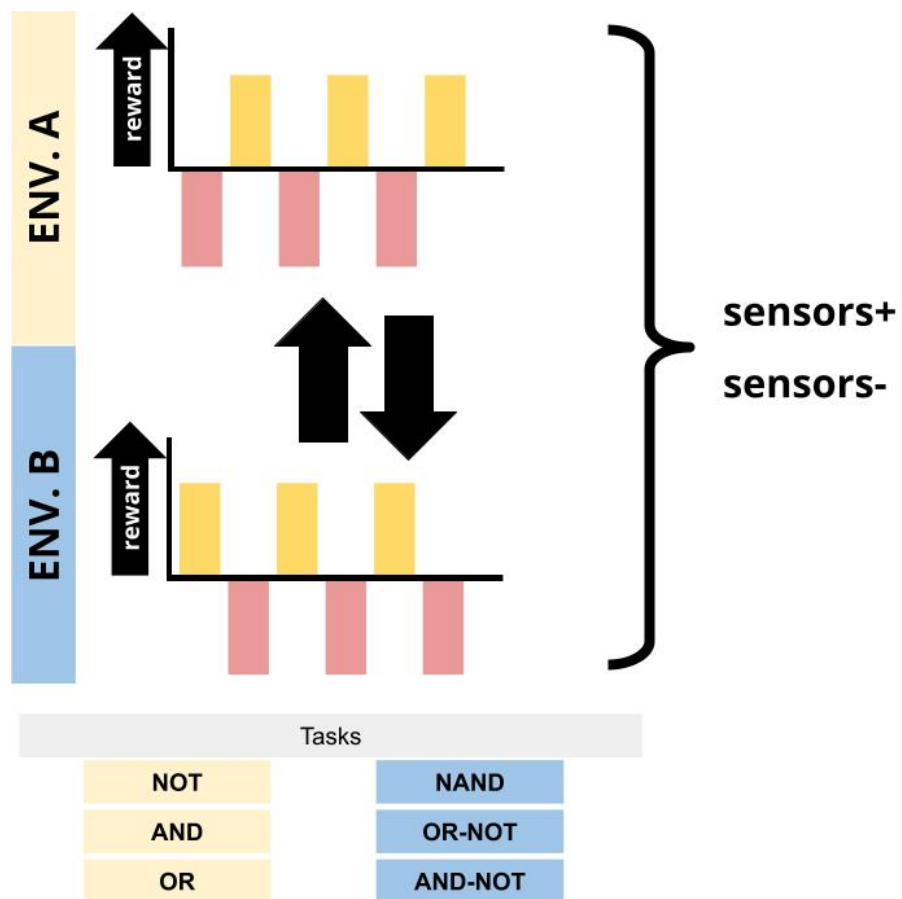 ENV. A
reward
sensors+
sensors-
ENV. B
reward
Tasks
NOT
NAND
AND
OR-NOT
OR
AND-NOT